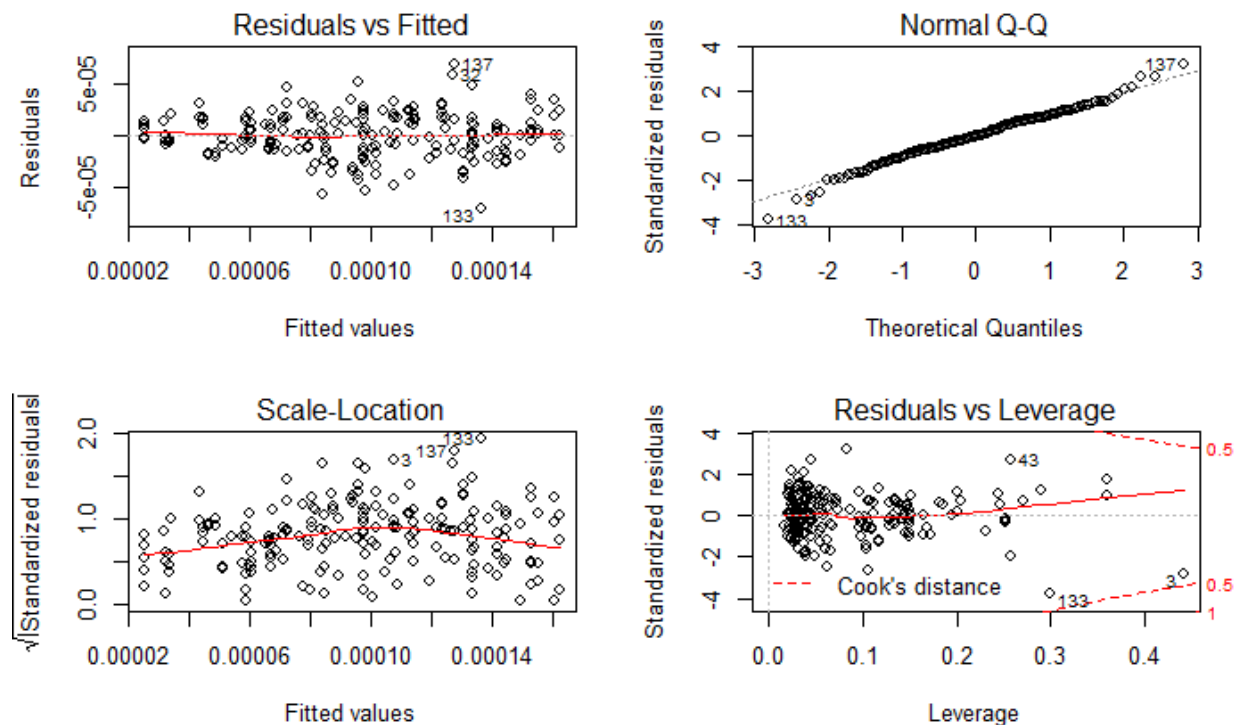 Residuals vs Fitted
Residuals
5e-05
-5e-05
137
32
133
0.00002 0.00006 0.00010 0.00014
Fitted values
Normal Q-Q
Standardized residuals
4
2
0
-2
-4
137
3
133
-3 -2 -1 0 1 2 3
Theoretical Quantiles
Scale-Location
√|Standardized residuals|
2.0
1.0
0.0
133
137
3
0.00002 0.00006 0.00010 0.00014
Fitted values
Residuals vs Leverage
Standardized residuals
4
2
0
-2
-4
43
3
133
Cook's distance
0.5
0.5
1
0.0 0.1 0.2 0.3 0.4
Leverage